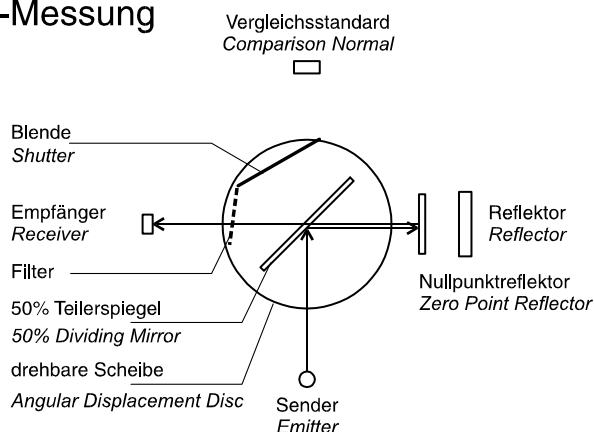 -Messung
Vergleichsstandard
Comparison Normal
Blende
Shutter
Empfänger
Receiver
Reflektor
Reflector
Filter
Nullpunktreflektor
Zero Point Reflector
50% Teilerspiegel
50% Dividing Mirror
drehbare Scheibe
Angular Displacement Disc
Sender
Emitter